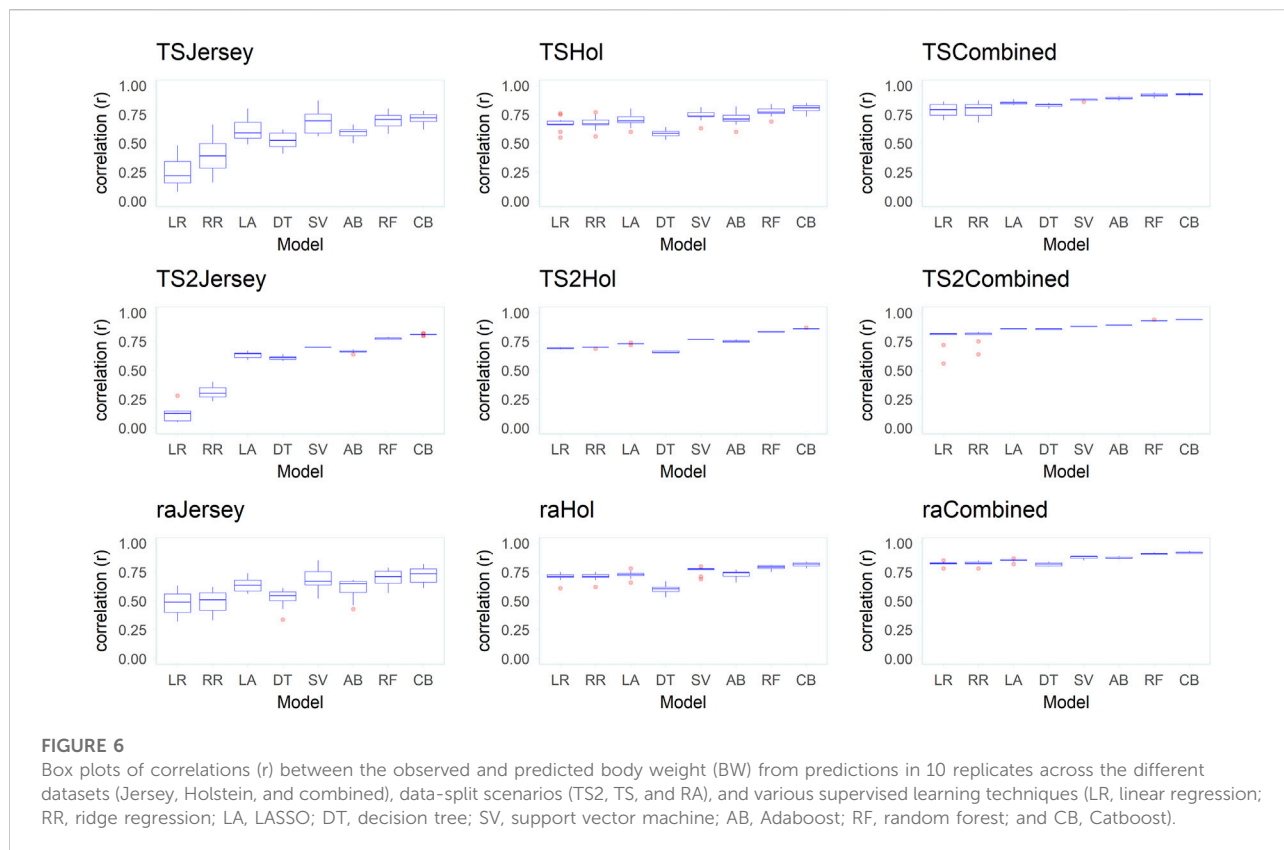 TSJersey
TSHol
TSCombined
correlation (r)
1.00
0.75
0.50
0.25
0.00
LR RR LA DT SV AB RF CB
Model
correlation (r)
1.00
0.75
0.50
0.25
0.00
LR RR LA DT SV AB RF CB
Model
correlation (r)
1.00
0.75
0.50
0.25
0.00
LR RR LA DT SV AB RF CB
Model
TS2Jersey
TS2Hol
TS2Combined
correlation (r)
1.00
0.75
0.50
0.25
0.00
LR RR LA DT SV AB RF CB
Model
correlation (r)
1.00
0.75
0.50
0.25
0.00
LR RR LA DT SV AB RF CB
Model
correlation (r)
1.00
0.75
0.50
0.25
0.00
LR RR LA DT SV AB RF CB
Model
raJersey
raHol
raCombined
correlation (r)
1.00
0.75
0.50
0.25
0.00
LR RR LA DT SV AB RF CB
Model
correlation (r)
1.00
0.75
0.50
0.25
0.00
LR RR LA DT SV AB RF CB
Model
correlation (r)
1.00
0.75
0.50
0.25
0.00
LR RR LA DT SV AB RF CB
Model
FIGURE 6
Box plots of correlations (r) between the observed and predicted body weight (BW) from predictions in 10 replicates across the different
datasets (Jersey, Holstein, and combined), data-split scenarios (TS2, TS, and RA), and various supervised learning techniques (LR, linear regression;
RR, ridge regression; LA, LASSO; DT, decision tree; SV, support vector machine; AB, Adaboost; RF, random forest; and CB, Catboost).